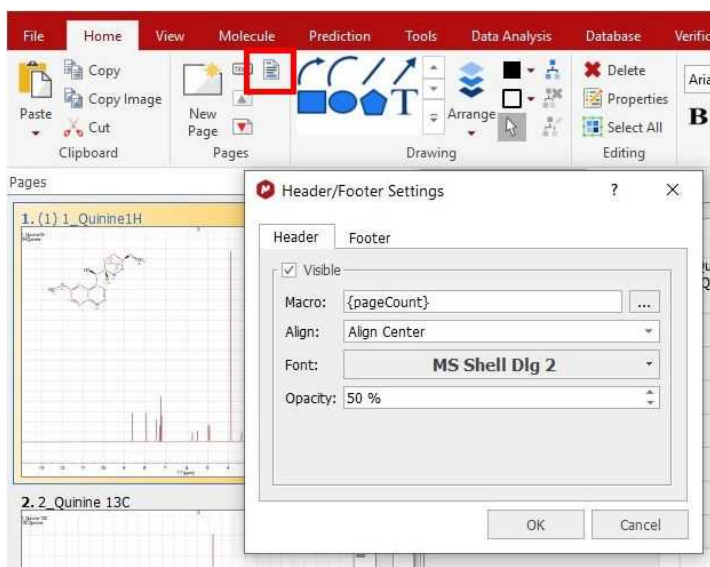 File Home View Molecule Prediction Tools Data Analysis Database
Paste
Copy
Copy Image
Cut
Clipboard
New
Page
Pages
T
Arrange
Drawing
Delete
Properties
Select All
Editing
B
Pages
1. (1) 1_Quinine1H
2. 2_Quinine 13C
Header/Footer Settings ? X
Header Footer
Visible
Macro: {pageCount} ...
Align: Align Center
Font: MS Shell Dlg 2
Opacity: 50 %
OK Cancel